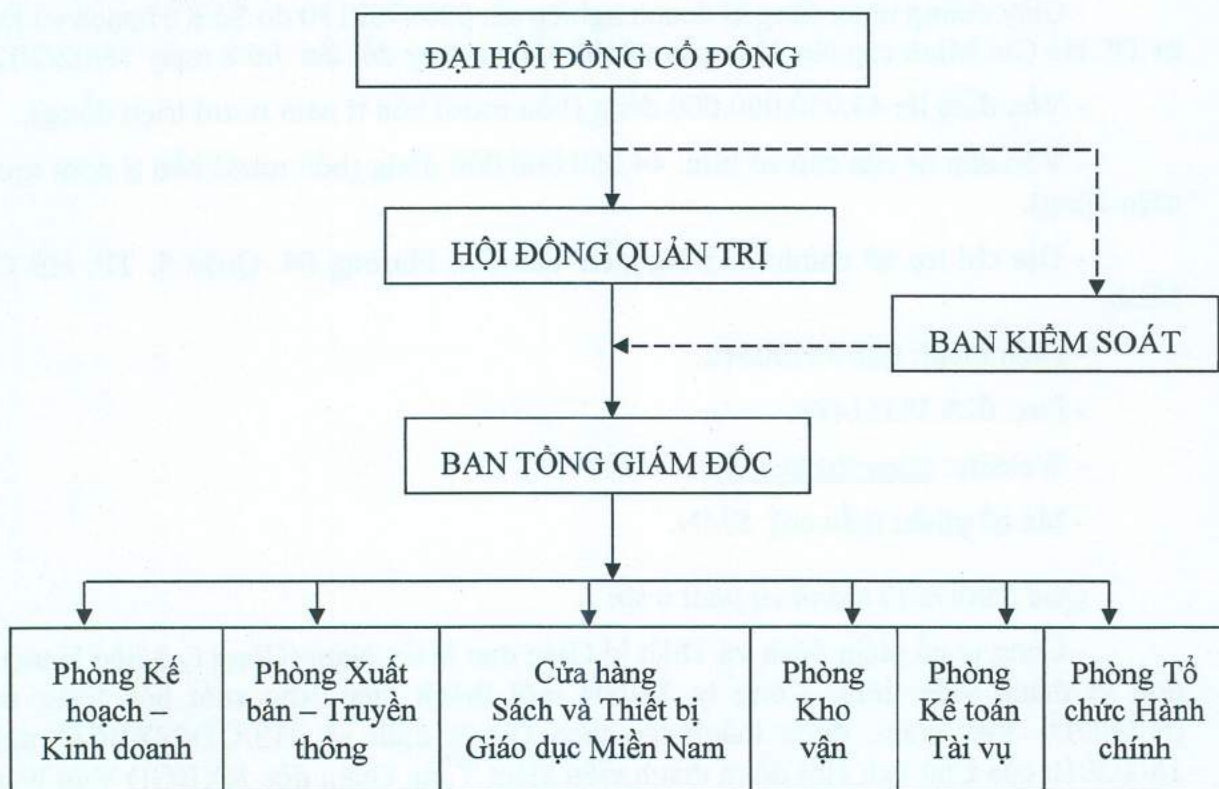 ĐẠI HỘI ĐỒNG CỔ ĐÔNG
HỘI ĐỒNG QUẢN TRỊ
BAN KIỂM SOÁT
BAN TỔNG GIÁM ĐỐC
Phòng Kế
hoạch –
Kinh doanh
Phòng Xuất
bản – Truyền
thông
Cửa hàng
Sách và Thiết bị
Giáo dục Miền Nam
Phòng
Kho
vận
Phòng
Kế toán
Tài vụ
Phòng Tổ
chức Hành
chính